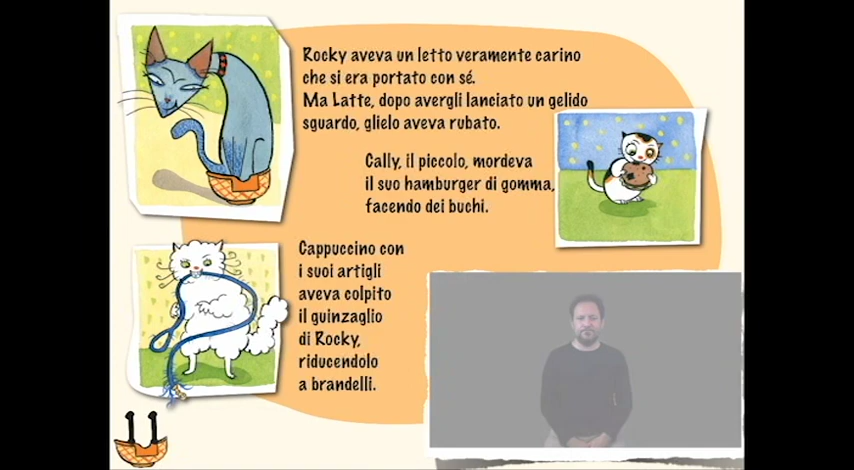 Rocky aveva un letto veramente carino
che si era portato con sé.
Ma Latte, dopo avergli lanciato un gelido
sguardo, glielo aveva rubato.
Cally, il piccolo, mordeva
il suo hamburger di gomma,
facendo dei buchi.
Cappuccino con
i suoi artigli
aveva colpito
il guinzaglio
di Rocky,
riducendolo
a brandelli.